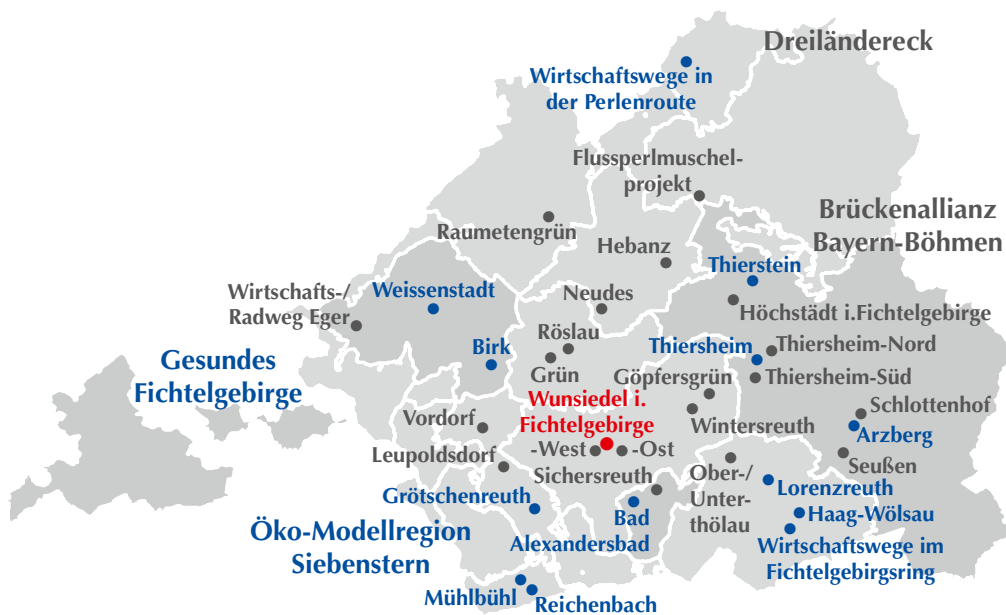 Dreiländereck
Wirtschaftswege in
der Perlenroute
Flussperlmuschel-
projekt
Brückenallianz
Bayern-Böhmen
Raumetengrün
Hebanz
Thierstein
Wirtschafts-/
Radweg Eger
Weissenstadt
Neudes
Höchstädt i.Fichtelgebirge
Röslau
Thiersheim-Nord
Gesundes
Fichtelgebirge
Birk
Grün
Thiersheim
Göpfersgrün
Thiersheim-Süd
Wunsiedel i.
Fichtelgebirge
Schlottenhof
Vordorf
Wintersreuth
Arzberg
Leupoldsdorf
-West
-Ost
Seußen
Sichersreuth
Ober-/
Unter-
thölau
Lorenzreuth
Grötschenreuth
Bad
Alexandersbad
Haag-Wölsau
Öko-Modellregion
Siebenstern
Wirtschaftswege im
Fichtelgebirgsring
Mühlbühl
Reichenbach